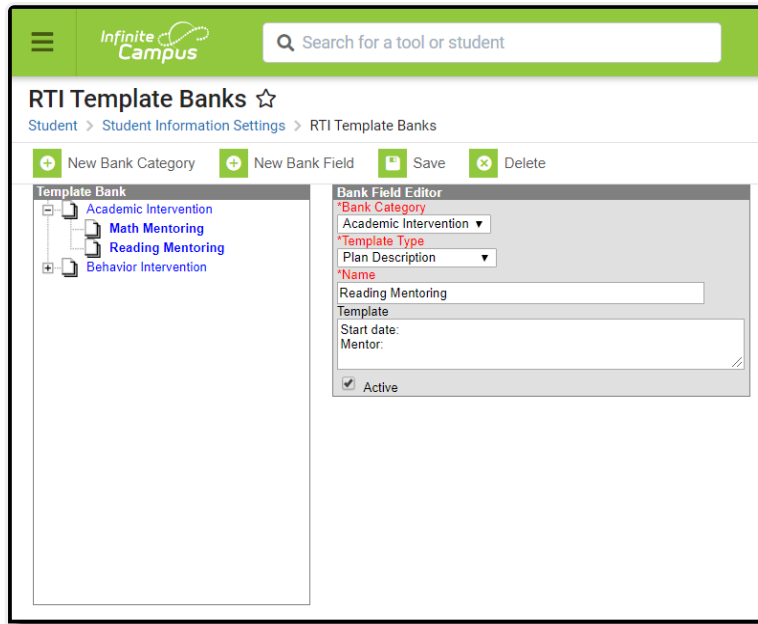 Infinite
Campus
Search for a tool or student
RTI Template Banks
Student > Student Information Settings > RTI Template Banks
New Bank Category New Bank Field Save Delete
Template Bank
Academic Intervention
Math Mentoring
Reading Mentoring
Behavior Intervention
Bank Field Editor
*Bank Category
Academic Intervention
*Template Type
Plan Description
*Name
Reading Mentoring
Template
Start date:
Mentor:
Active